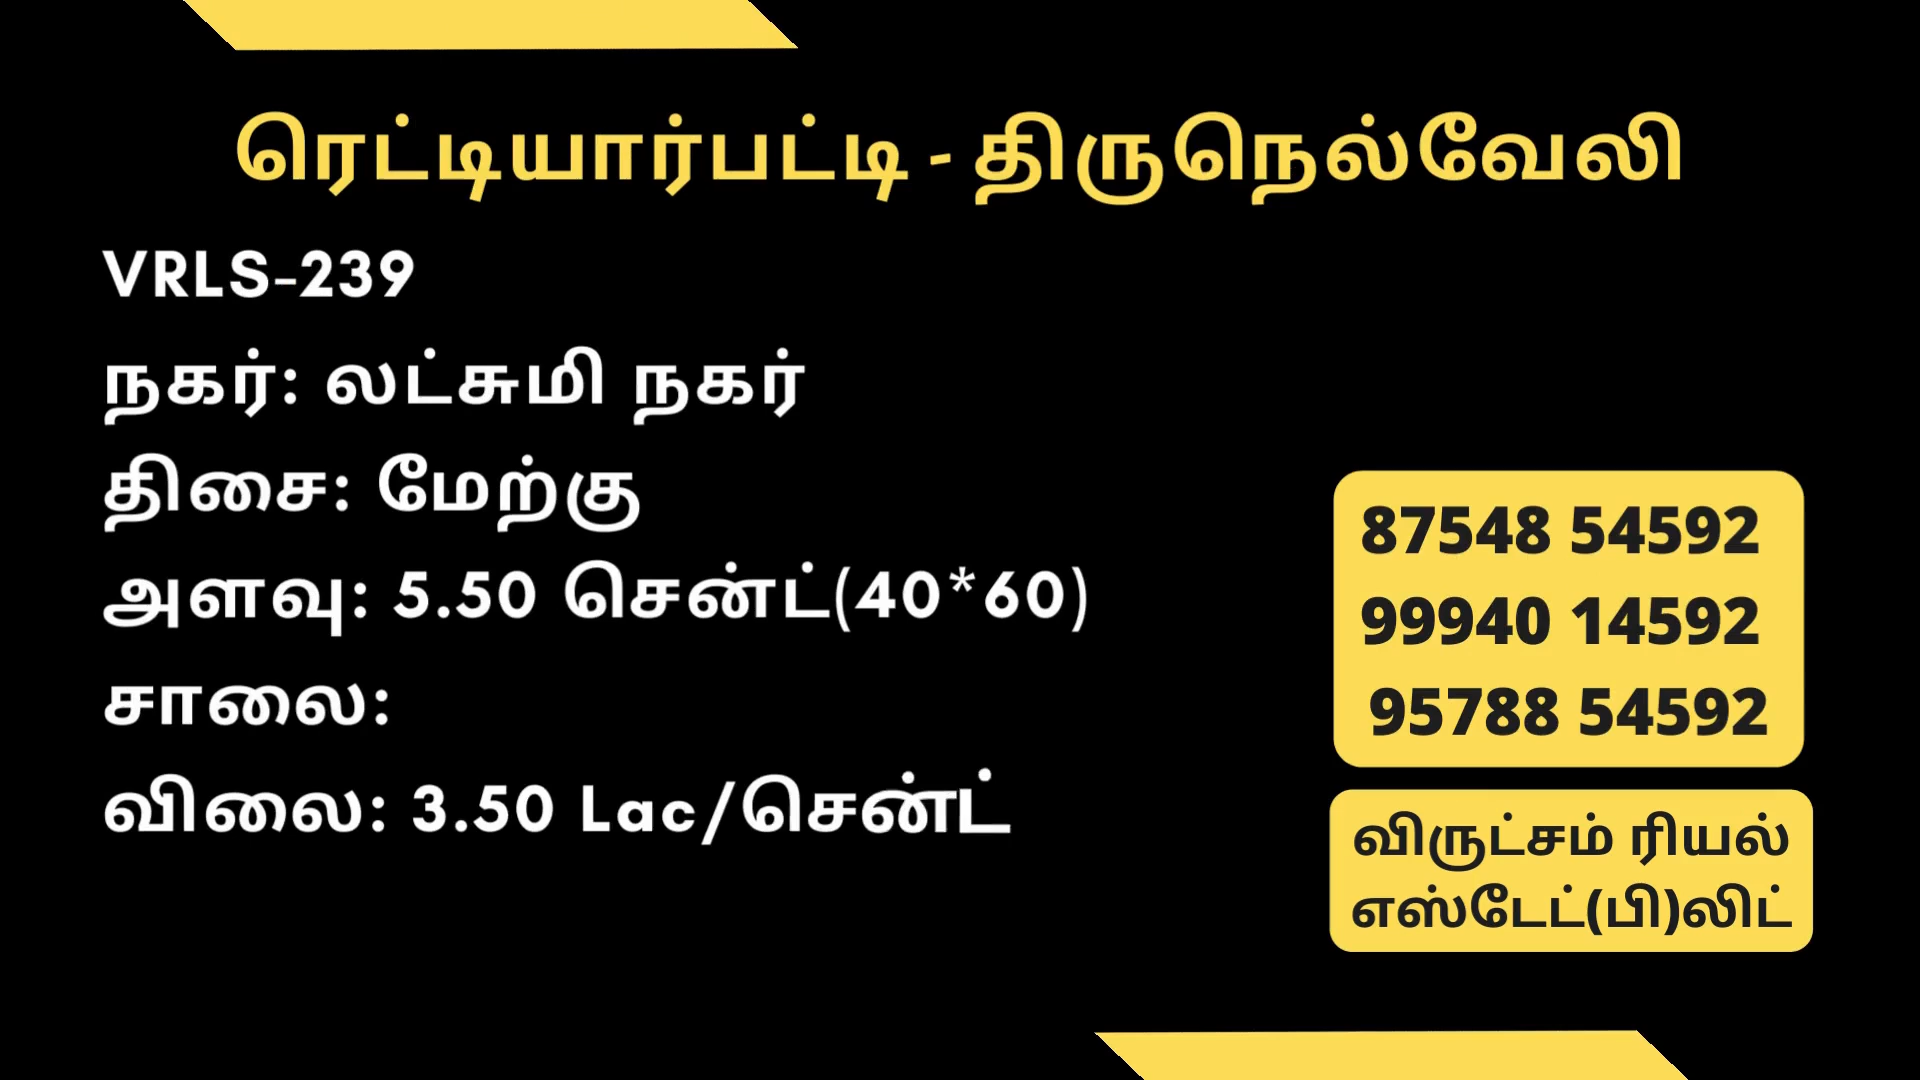 ரெட்டியார்பட்டி - திருநெல்வேலி
VRLS-239
நகர்: லட்சுமி நகர்
திசை: மேற்கு
அளவு: 5.50 சென்ட்(40*60)
சாலை:
விலை: 3.50 Lac/சென்ட்
87548 54592
99940 14592
95788 54592
விருட்சம் ரியல்
எஸ்டேட்(பி)லிட்